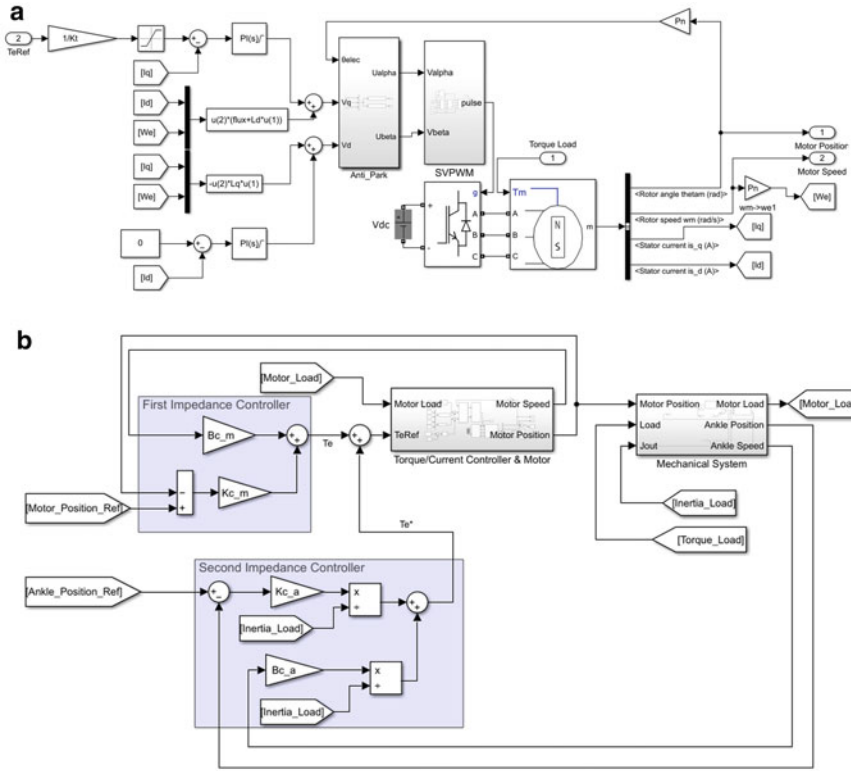 a
2
TeRef
1/Kt
[Iq]
PI(s)/˜
[Id]
[We]
u(2)*(flux+Ld*u(1))
[Iq]
[We]
-u(2)*Lq*u(1)
0
PI(s)/˜
[Id]
θelec
Vq
Vd
Ualpha
Ubeta
Anti_Park
Valpha
pulse
Vbeta
SVPWM
Pn
Torque Load
1
Vdc
+
-
g
A
B
C
Tm
A
B
C
N
S
m
1
Motor Position
2
Motor Speed
<Rotor angle thetam (rad)>
Pn
wm->we1
[We]
<Rotor speed wm (rad/s)>
[Iq]
<Stator current is_q (A)>
[Id]
<Stator current is_d (A)>
b
[Motor_Load]
First Impedance Controller
Bc_m
Kc_m
[Motor_Position_Ref]
Te
Motor Load
Motor Speed
TeRef
Motor Position
Torque/Current Controller & Motor
Motor Position
Motor Load
Load
Ankle Position
Jout
Ankle Speed
Mechanical System
[Motor_Loa
[Inertia_Load]
[Torque_Load]
Te*
Second Impedance Controller
[Ankle_Position_Ref]
Kc_a
x
÷
[Inertia_Load]
Bc_a
x
÷
[Inertia_Load]